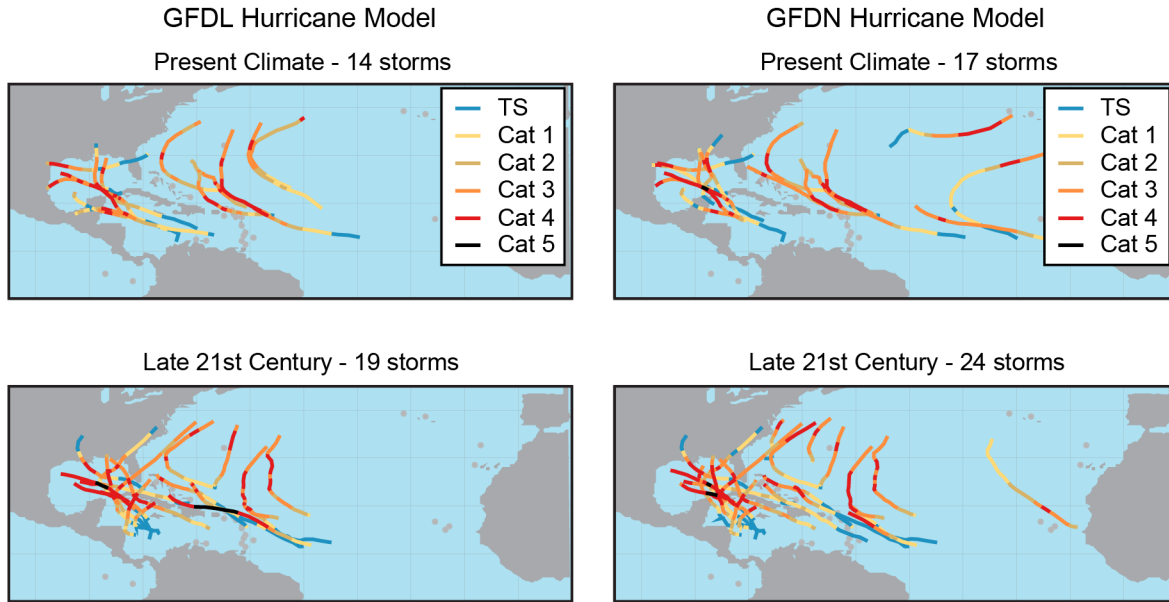 GFDL Hurricane Model
GFDN Hurricane Model
Present Climate - 14 storms
Present Climate - 17 storms
TS
Cat 1
Cat 2
Cat 3
Cat 4
Cat 5
TS
Cat 1
Cat 2
Cat 3
Cat 4
Cat 5
Late 21st Century - 19 storms
Late 21st Century - 24 storms